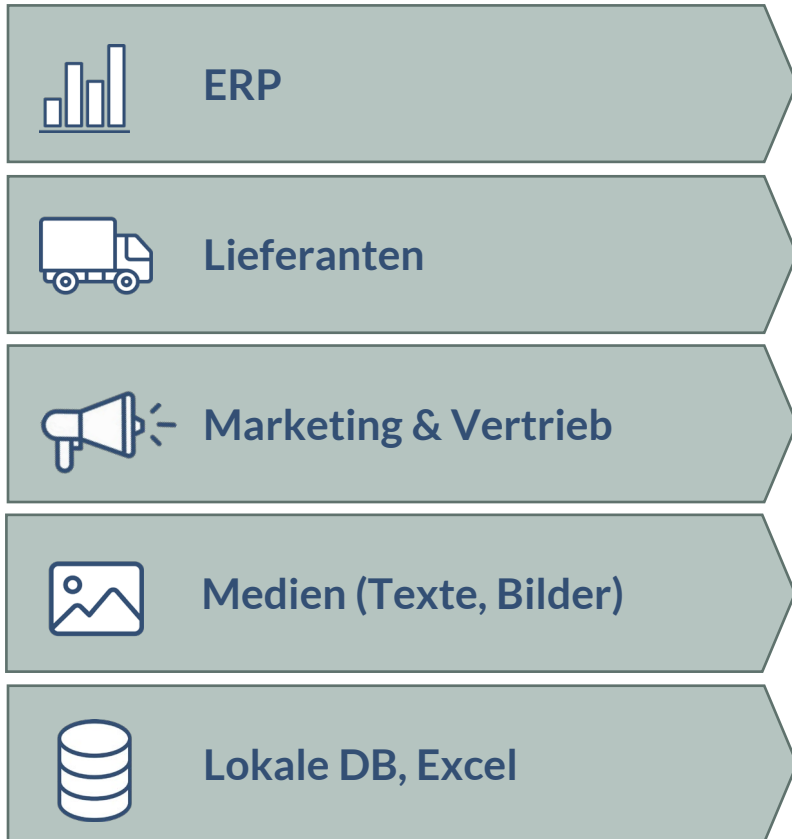 ERP
Lieferanten
Marketing & Vertrieb
Medien (Texte, Bilder)
Lokale DB, Excel